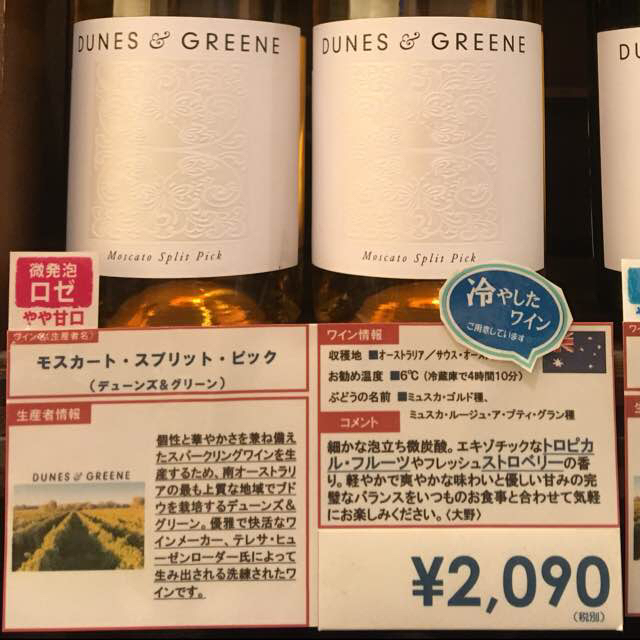 DUNES & GREENE
DUNES & GREENE
Moscato Split Pick
Moscato Split Pick
微発泡
ロゼ
やや甘口
冷やした
ワイン
ご用意しています
ワイン名(生産者名)
モスカート・スプリット・ピック
(デューンズ&グリーン)
生産者情報
DUNES & GREENE
個性と華やかさを兼ね備え
たスパークリングワインを生
産するため、南オーストラリ
アの最も上質な地域でブド
ウを栽培するデューンズ&
グリーン。優雅で快活なワ
インメーカー、テレサ・ヒュ
ーゼンローダー氏によって
生み出される洗練されたワ
インです。
ワイン情報
収穫地 ■オーストラリア/サウス・オース
お勧め温度 ■6℃ (冷蔵庫で4時間10分)
ぶどうの名前 ■ミュスカ・ゴルド種、
ミュスカ・ルージュ・ア・プティ・グラン種
コメント
細かな泡立ち微炭酸。エキゾチックなトロピカ
ル・フルーツやフレッシュストロベリーの香
り。軽やかで爽やかな味わいと優しい甘みの完
璧なバランスをいつものお食事と合わせて気軽
にお楽しみください。〈大野〉
¥2,090
(税別)